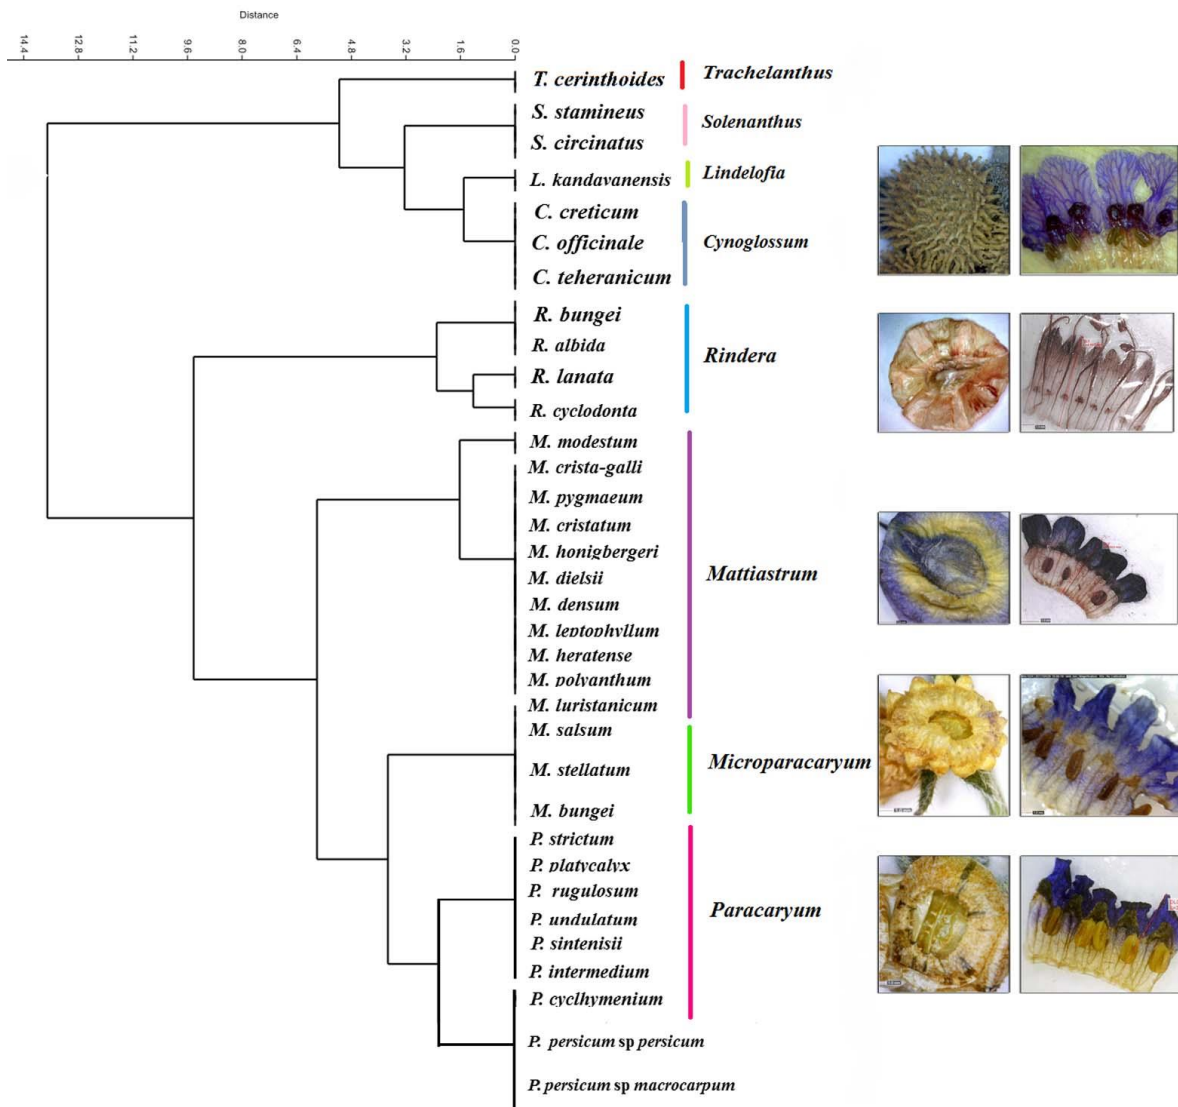 Distance
14.4 12.8 11.2 9.6 8.0 6.4 4.8 3.2 1.6 0.0
T. cerinthoides
Trachelanthus
S. stamineus
Solenanthus
S. circinatus
L. kandavanensis
Lindelofia
C. creticum
C. officinale
Cynoglossum
C. teheranicum
R. bungei
R. albida
Rindera
R. lanata
R. cyclodonta
M. modestum
M. crista-galli
M. pygmaeum
M. cristatum
M. honigbergeri
M. dielsii
Mattiastrum
M. densum
M. leptophyllum
M. heratense
M. polyanthum
M. luristanicum
M. salsum
M. stellatum
Microparacaryum
M. bungei
P. strictum
P. platycalyx
P. rugulosum
Paracaryum
P. undulatum
P. sintenisii
P. intermedium
P. cyclhymenium
P. persicum sp persicum
P. persicum sp macrocarpum